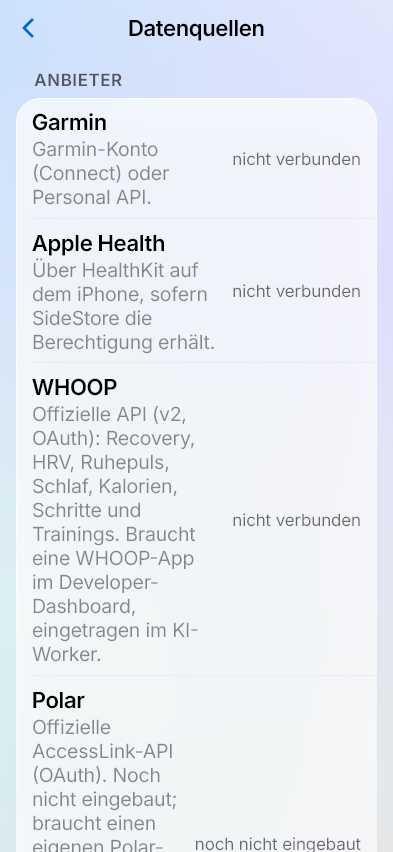 Datenquellen
ANBIETER
Garmin
Garmin-Konto
(Connect) oder
Personal API.
nicht verbunden
Apple Health
Über HealthKit auf
dem iPhone, sofern
SideStore die
Berechtigung erhält.
nicht verbunden
WHOOP
Offizielle API (v2,
OAuth): Recovery,
HRV, Ruhepuls,
Schlaf, Kalorien,
Schritte und
Trainings. Braucht
eine WHOOP-App
im Developer-
Dashboard,
eingetragen im KI-
Worker.
nicht verbunden
Polar
Offizielle
AccessLink-API
(OAuth). Noch
nicht eingebaut;
braucht einen
eigenen Polar-
noch nicht eingebaut